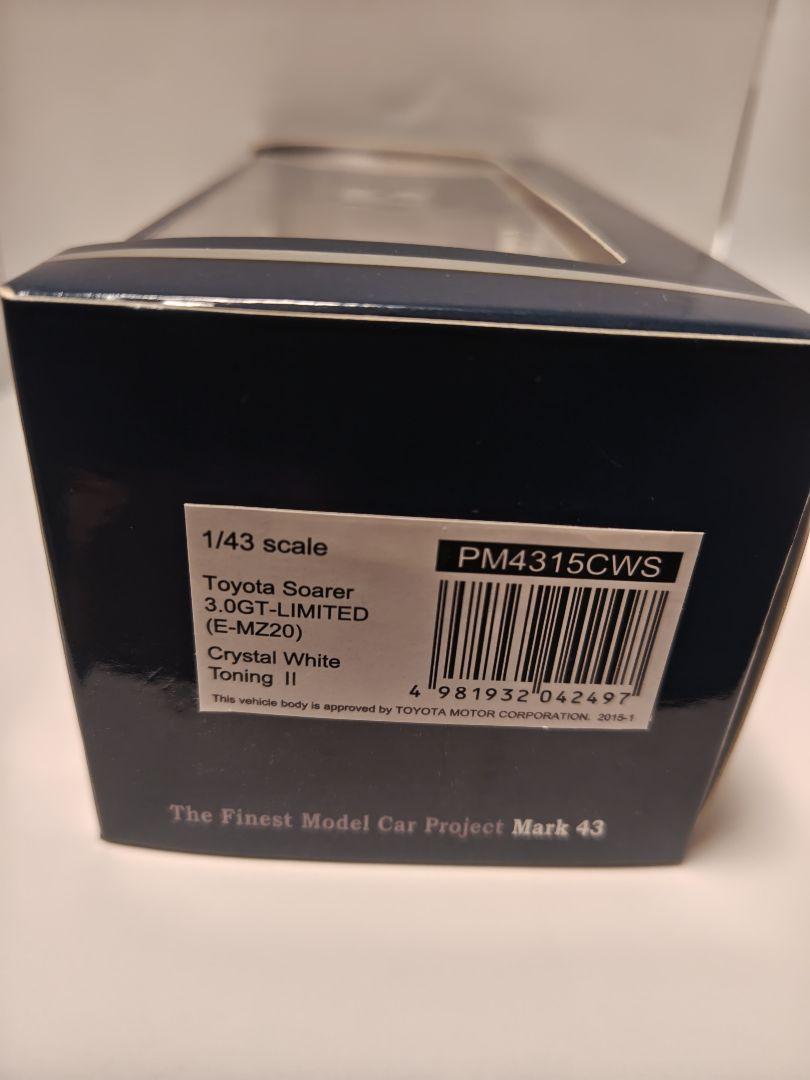 1/43 scale
PM4315CWS
Toyota Soarer
3.0GT-LIMITED
(E-MZ20)
Crystal White
Toning II
4 981932 042497
This vehicle body is approved by TOYOTA MOTOR CORPORATION. 2015-1
The Finest Model Car Project Mark 43